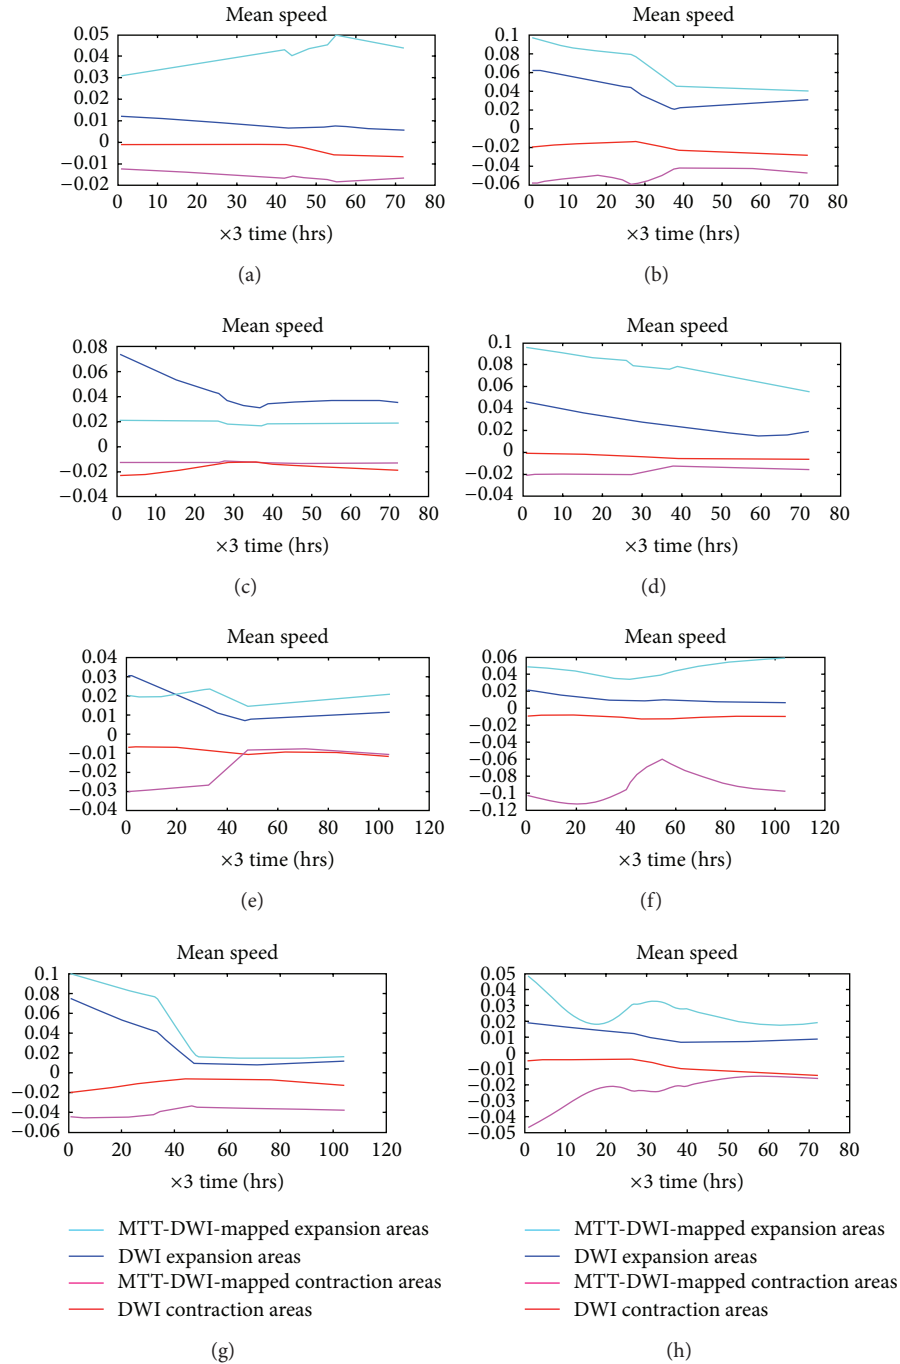 Mean speed
0.05
0.04
0.03
0.02
0.01
0
−0.01
−0.02
0 10 20 30 40 50 60 70 80
×3 time (hrs)
(a)
Mean speed
0.1
0.08
0.06
0.04
0.02
0
−0.02
−0.04
−0.06
0 10 20 30 40 50 60 70 80
×3 time (hrs)
(b)
Mean speed
0.08
0.06
0.04
0.02
0
−0.02
−0.04
0 10 20 30 40 50 60 70 80
×3 time (hrs)
(c)
Mean speed
0.1
0.08
0.06
0.04
0.02
0
−0.02
−0.04
0 10 20 30 40 50 60 70 80
×3 time (hrs)
(d)
Mean speed
0.04
0.03
0.02
0.01
0
−0.01
−0.02
−0.03
−0.04
0 20 40 60 80 100 120
×3 time (hrs)
(e)
Mean speed
0.06
0.04
0.02
0
−0.02
−0.04
−0.06
−0.08
−0.1
−0.12
0 20 40 60 80 100 120
×3 time (hrs)
(f)
Mean speed
0.1
0.08
0.06
0.04
0.02
0
−0.02
−0.04
−0.06
0 20 40 60 80 100 120
×3 time (hrs)
MTT-DWI-mapped expansion areas
DWI expansion areas
MTT-DWI-mapped contraction areas
DWI contraction areas
(g)
Mean speed
0.05
0.04
0.03
0.02
0.01
0
−0.01
−0.02
−0.03
−0.04
−0.05
0 10 20 30 40 50 60 70 80
×3 time (hrs)
MTT-DWI-mapped expansion areas
DWI expansion areas
MTT-DWI-mapped contraction areas
DWI contraction areas
(h)